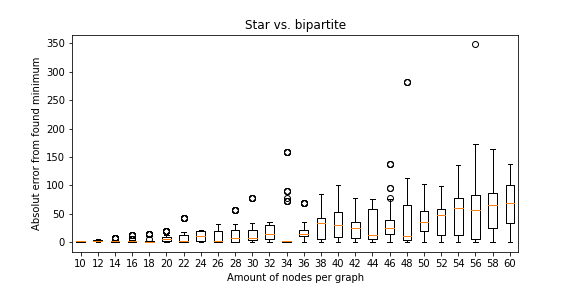 Star vs. bipartite
Absolut error from found minimum
350
300
250
200
150
100
50
0
10 12 14 16 18 20 22 24 26 28 30 32 34 36 38 40 42 44 46 48 50 52 54 56 58 60
Amount of nodes per graph